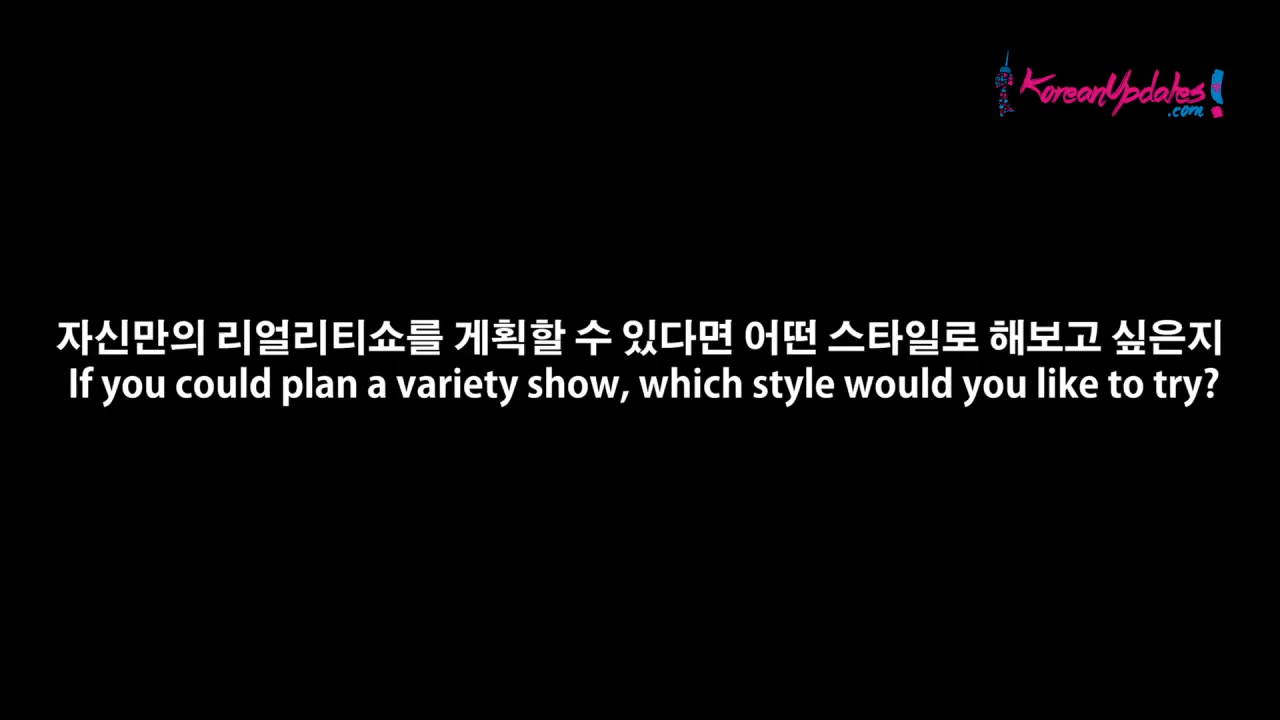 KoreanUpdates!
.com
자신만의 리얼리티쇼를 게획할 수 있다면 어떤 스타일로 해보고 싶은지
If you could plan a variety show, which style would you like to try?